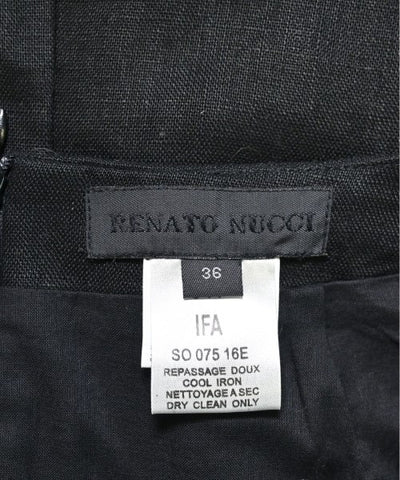 RENATO NUCCI
36
IFA
SO 075 16E
REPASSAGE DOUX
COOL IRON
NETTOYAGE A SEC
DRY CLEAN ONLY